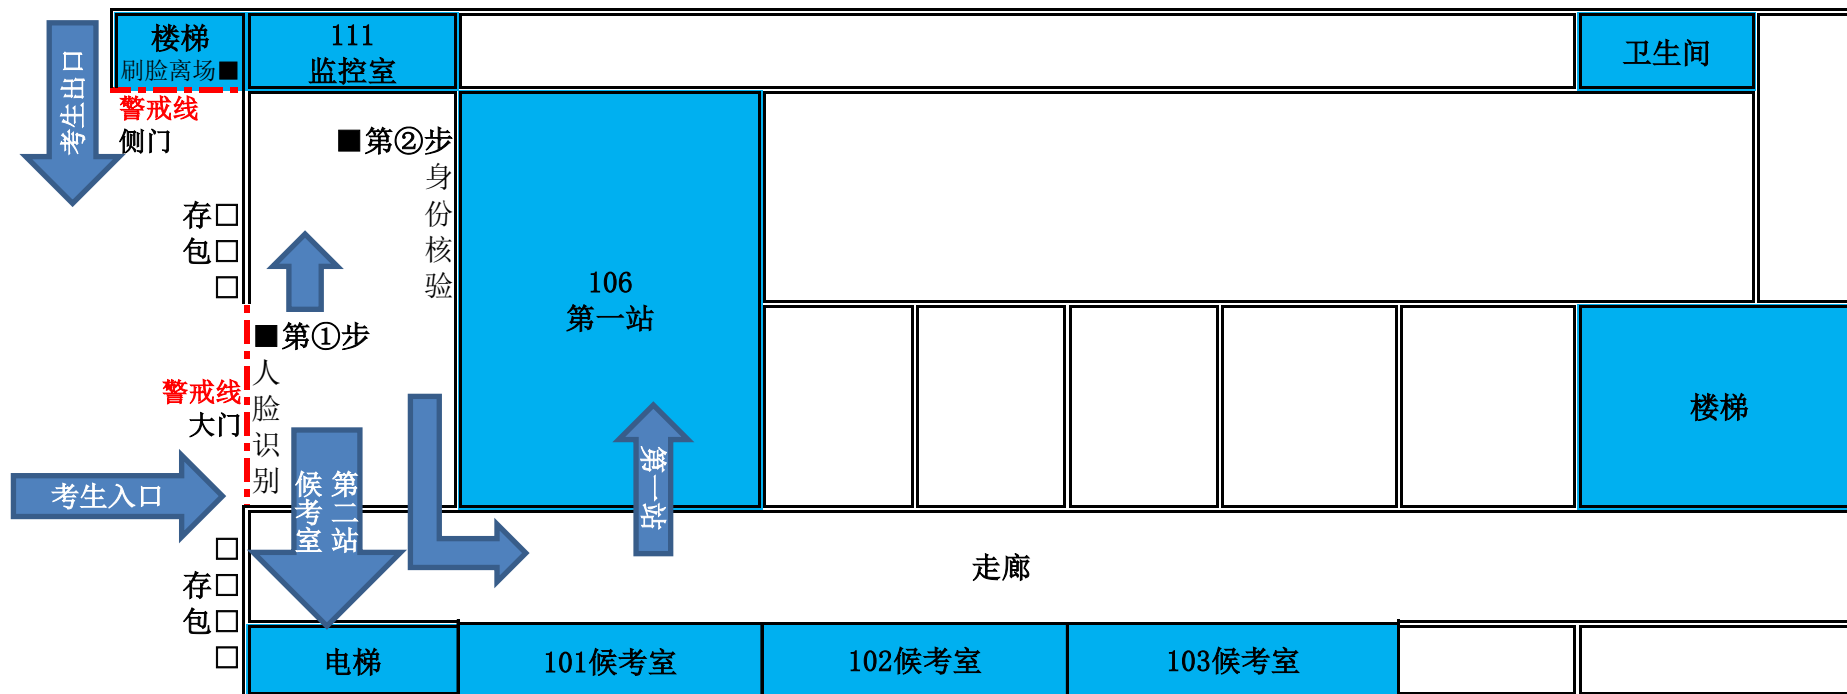 楼梯
刷脸离场■
111
监控室
卫生间
考生出口
警戒线
侧门
■第②步
身份核验
存□
包□
□
106
第一站
■第①步
人脸识别
警戒线
大门
楼梯
考生入口
第二站
候考室
第一站
走廊
□
存□
包□
□
电梯
101候考室
102候考室
103候考室